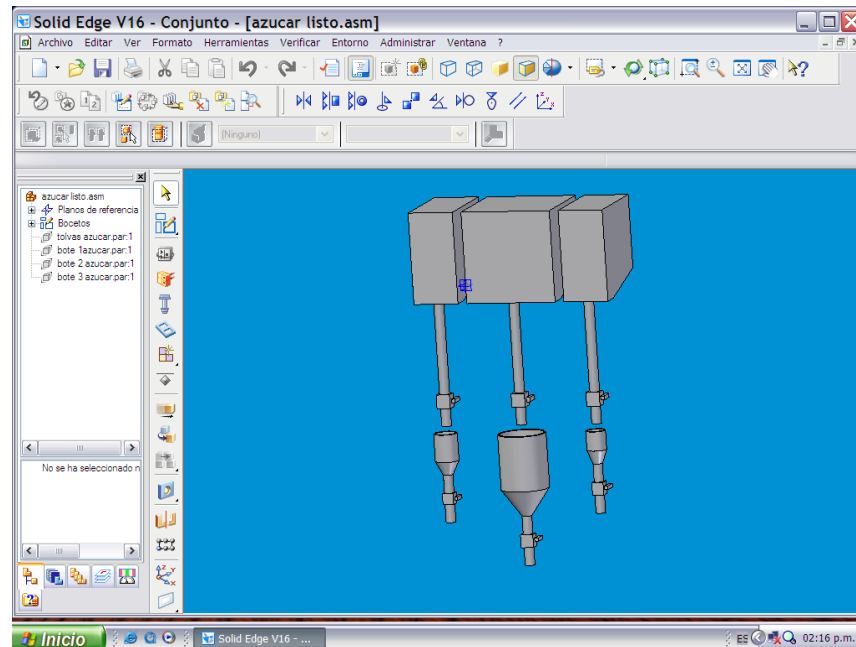 Solid Edge V16 - Conjunto - [azucar listo.asm]
Archivo Editar Ver Formato Herramientas Verificar Entorno Administrar Ventana ?
(Ninguno)
azucar listo.asm
Planos de referencia
Bocetos
tolvas azucar.par:1
bote 1azucar.par:1
bote 2 azucar.par:1
bote 3 azucar.par:1
No se ha seleccionado n
Inicio
Solid Edge V16 - ...
ES
02:16 p.m.